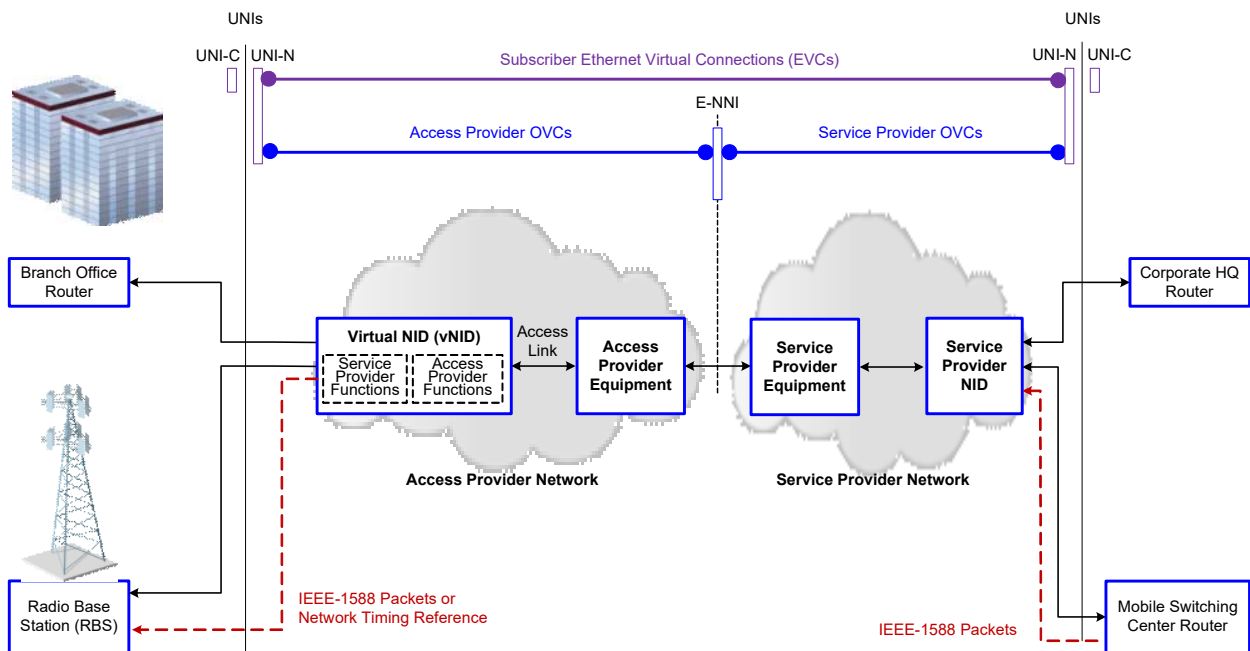 UNIs
UNIs
UNI-C
UNI-N
Subscriber Ethernet Virtual Connections (EVCs)
UNI-N
UNI-C
E-NNI
Access Provider OVCs
Service Provider OVCs
Branch Office
Router
Corporate HQ
Router
Virtual NID (vNID)
Service
Provider
Functions
Access
Provider
Functions
Access
Link
Access
Provider
Equipment
Service
Provider
Equipment
Service
Provider
NID
Access Provider Network
Service Provider Network
Radio Base
Station (RBS)
IEEE-1588 Packets or
Network Timing Reference
IEEE-1588 Packets
Mobile Switching
Center Router